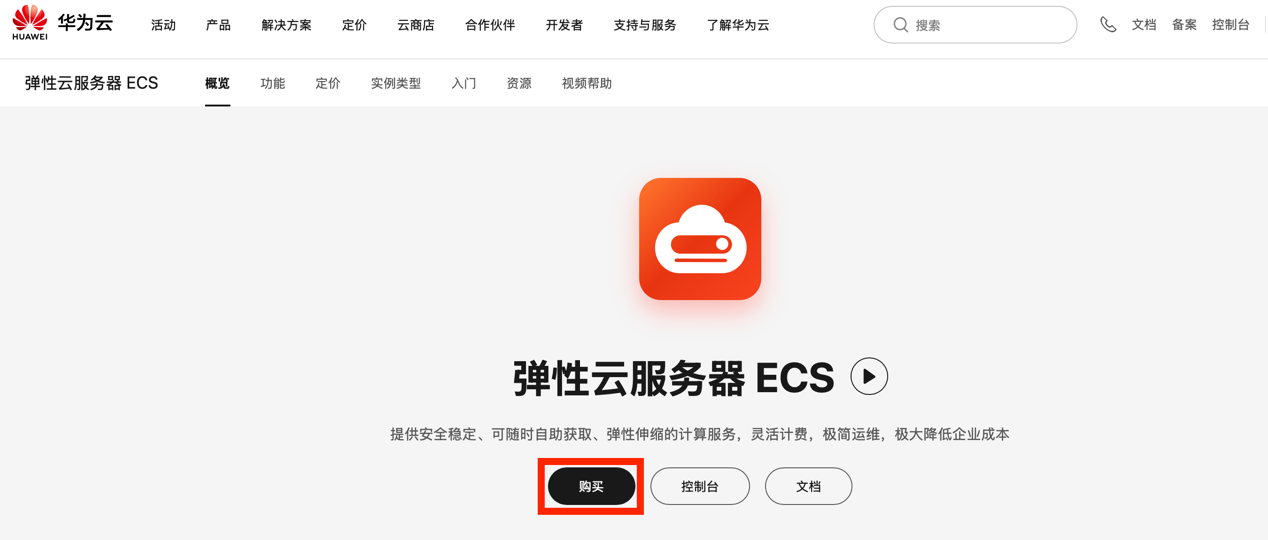 HUAWEI 华为云 活动 产品 解决方案 定价 云商店 合作伙伴 开发者 支持与服务 了解华为云 搜索 文档 备案 控制台
弹性云服务器 ECS 概览 功能 定价 实例类型 入门 资源 视频帮助
弹性云服务器 ECS
提供安全稳定、可随时自助获取、弹性伸缩的计算服务，灵活计费，极简运维，极大降低企业成本
购买 控制台 文档